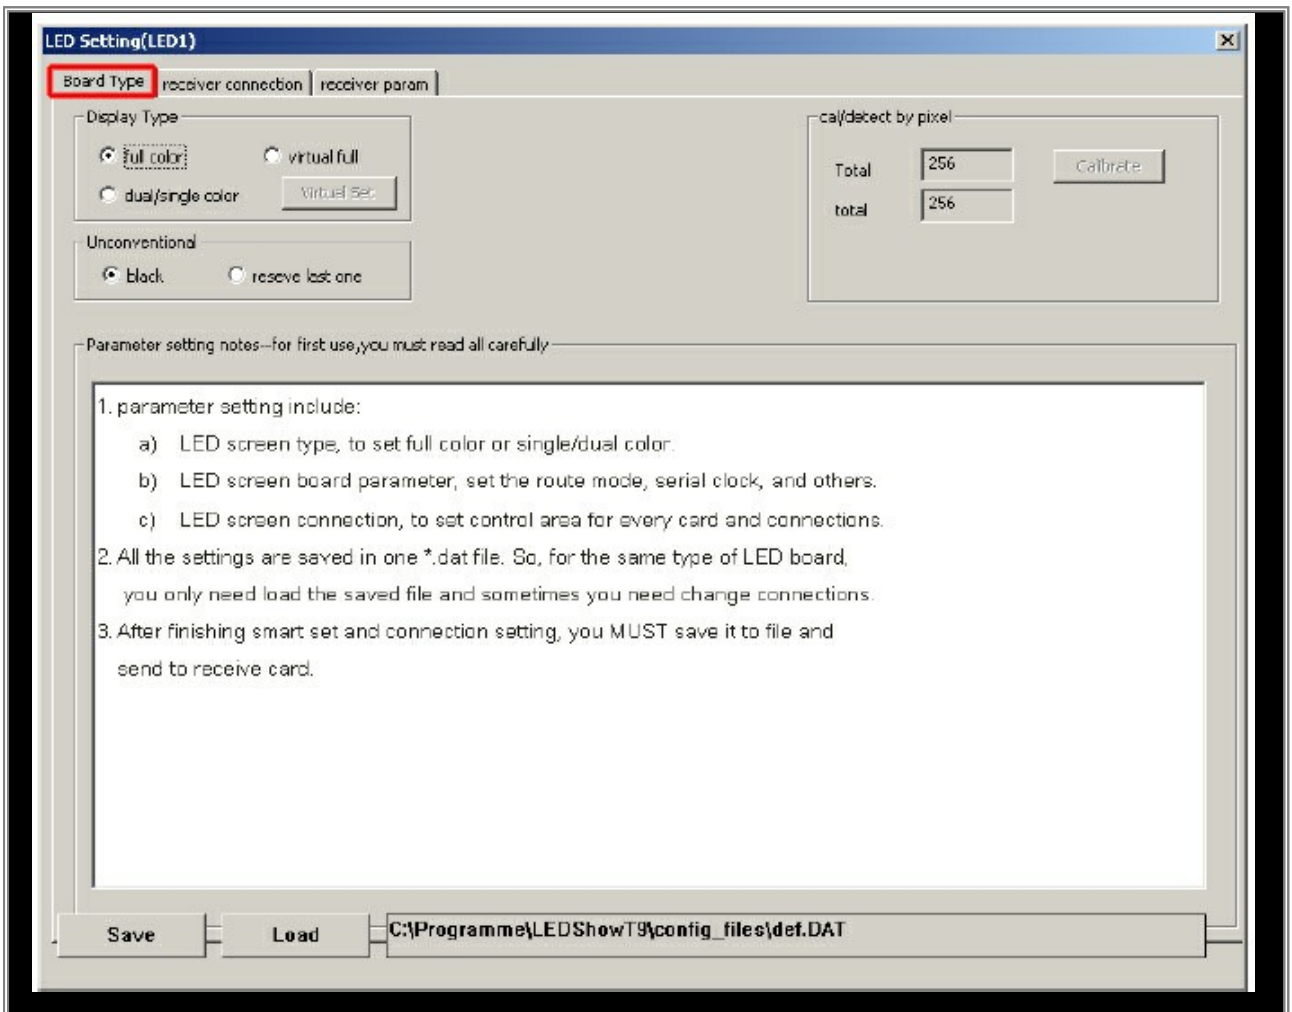 LED Setting(LED1)
Board Type receiver connection receiver param
Display Type
full color virtual full
dual/single color Virtual Set
Unconventional
black reseve last one
cal/detect by pixel
Total 256 Calibrate
total 256
Parameter setting notes--for first use,you must read all carefully
1. parameter setting include:
a) LED screen type, to set full color or single/dual color.
b) LED screen board parameter, set the route mode, serial clock, and others.
c) LED screen connection, to set control area for every card and connections.
2. All the settings are saved in one *.dat file. So, for the same type of LED board,
you only need load the saved file and sometimes you need change connections.
3. After finishing smart set and connection setting, you MUST save it to file and
send to receive card.
Save Load C:\Programme\LEDShowT9\config_files\def.DAT